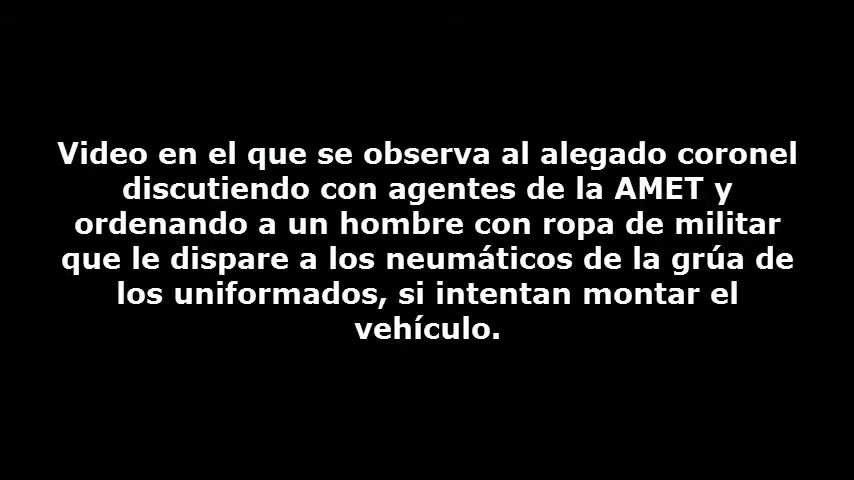 Video en el que se observa al alegado coronel
discutiendo con agentes de la AMET y
ordenando a un hombre con ropa de militar
que le dispare a los neumáticos de la grúa de
los uniformados, si intentan montar el
vehículo.